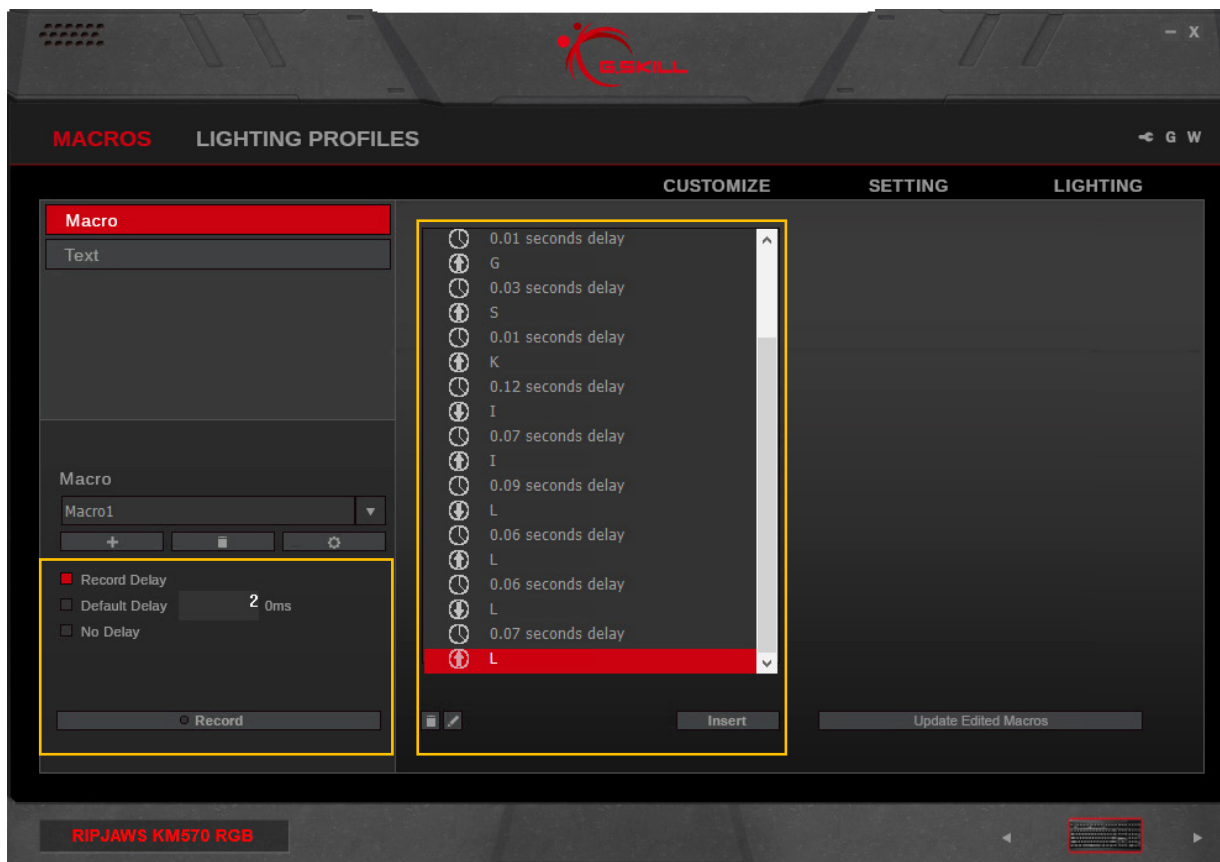 G.SKILL
– X
MACROS LIGHTING PROFILES G W
CUSTOMIZE SETTING LIGHTING
Macro
Text
Macro
Macro1
+
Record Delay
Default Delay 2 0ms
No Delay
Record
0.01 seconds delay
G
0.03 seconds delay
S
0.01 seconds delay
K
0.12 seconds delay
I
0.07 seconds delay
I
0.09 seconds delay
L
0.06 seconds delay
L
0.06 seconds delay
L
0.07 seconds delay
L
Insert
Update Edited Macros
RIPJAWS KM570 RGB